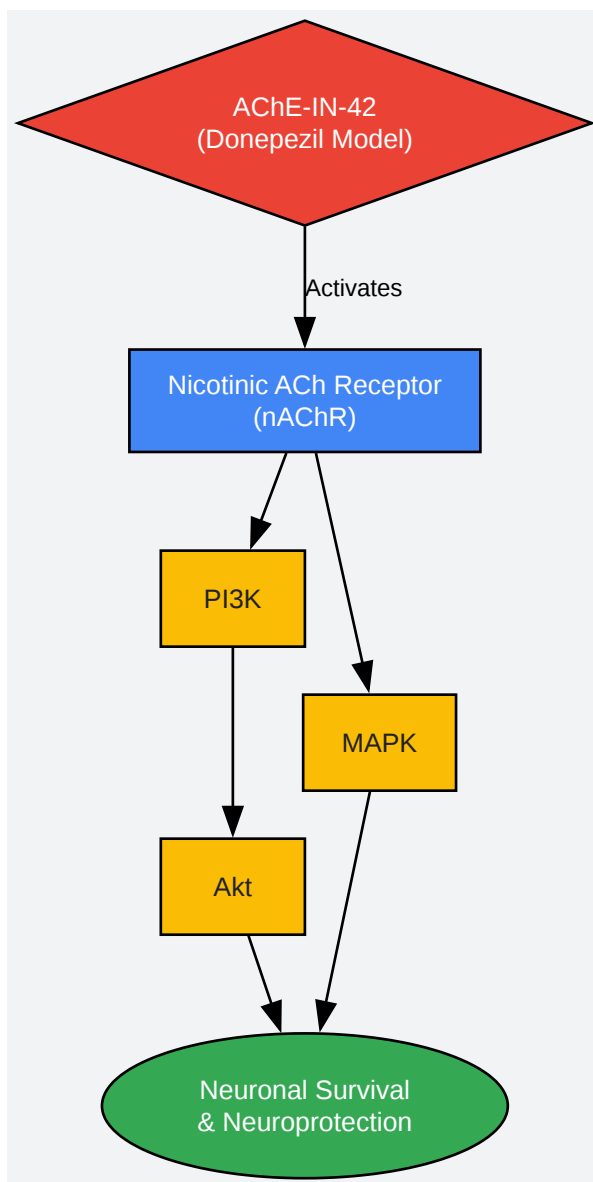 AChE-IN-42
(Donepezil Model)
Activates
Nicotinic ACh Receptor
(nAChR)
PI3K
MAPK
Akt
Neuronal Survival
& Neuroprotection